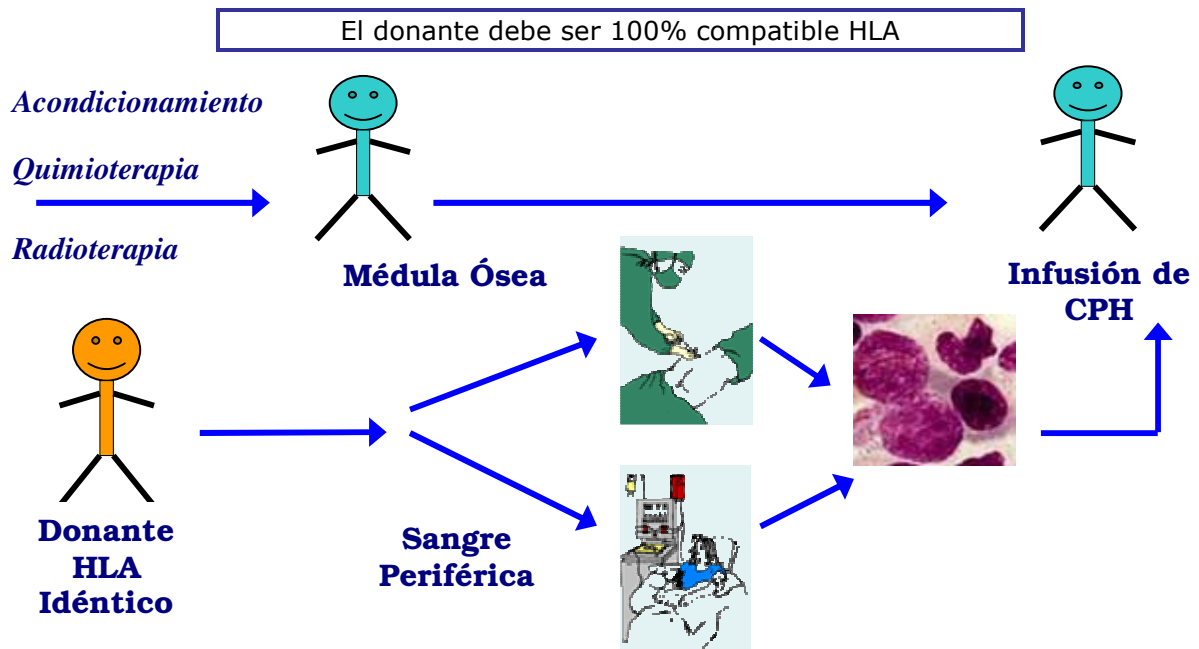 El donante debe ser 100% compatible HLA
Acondicionamiento
Quimioterapia
Radioterapia
Médula Ósea
Infusión de
CPH
Donante
HLA
Idéntico
Sangre
Periférica